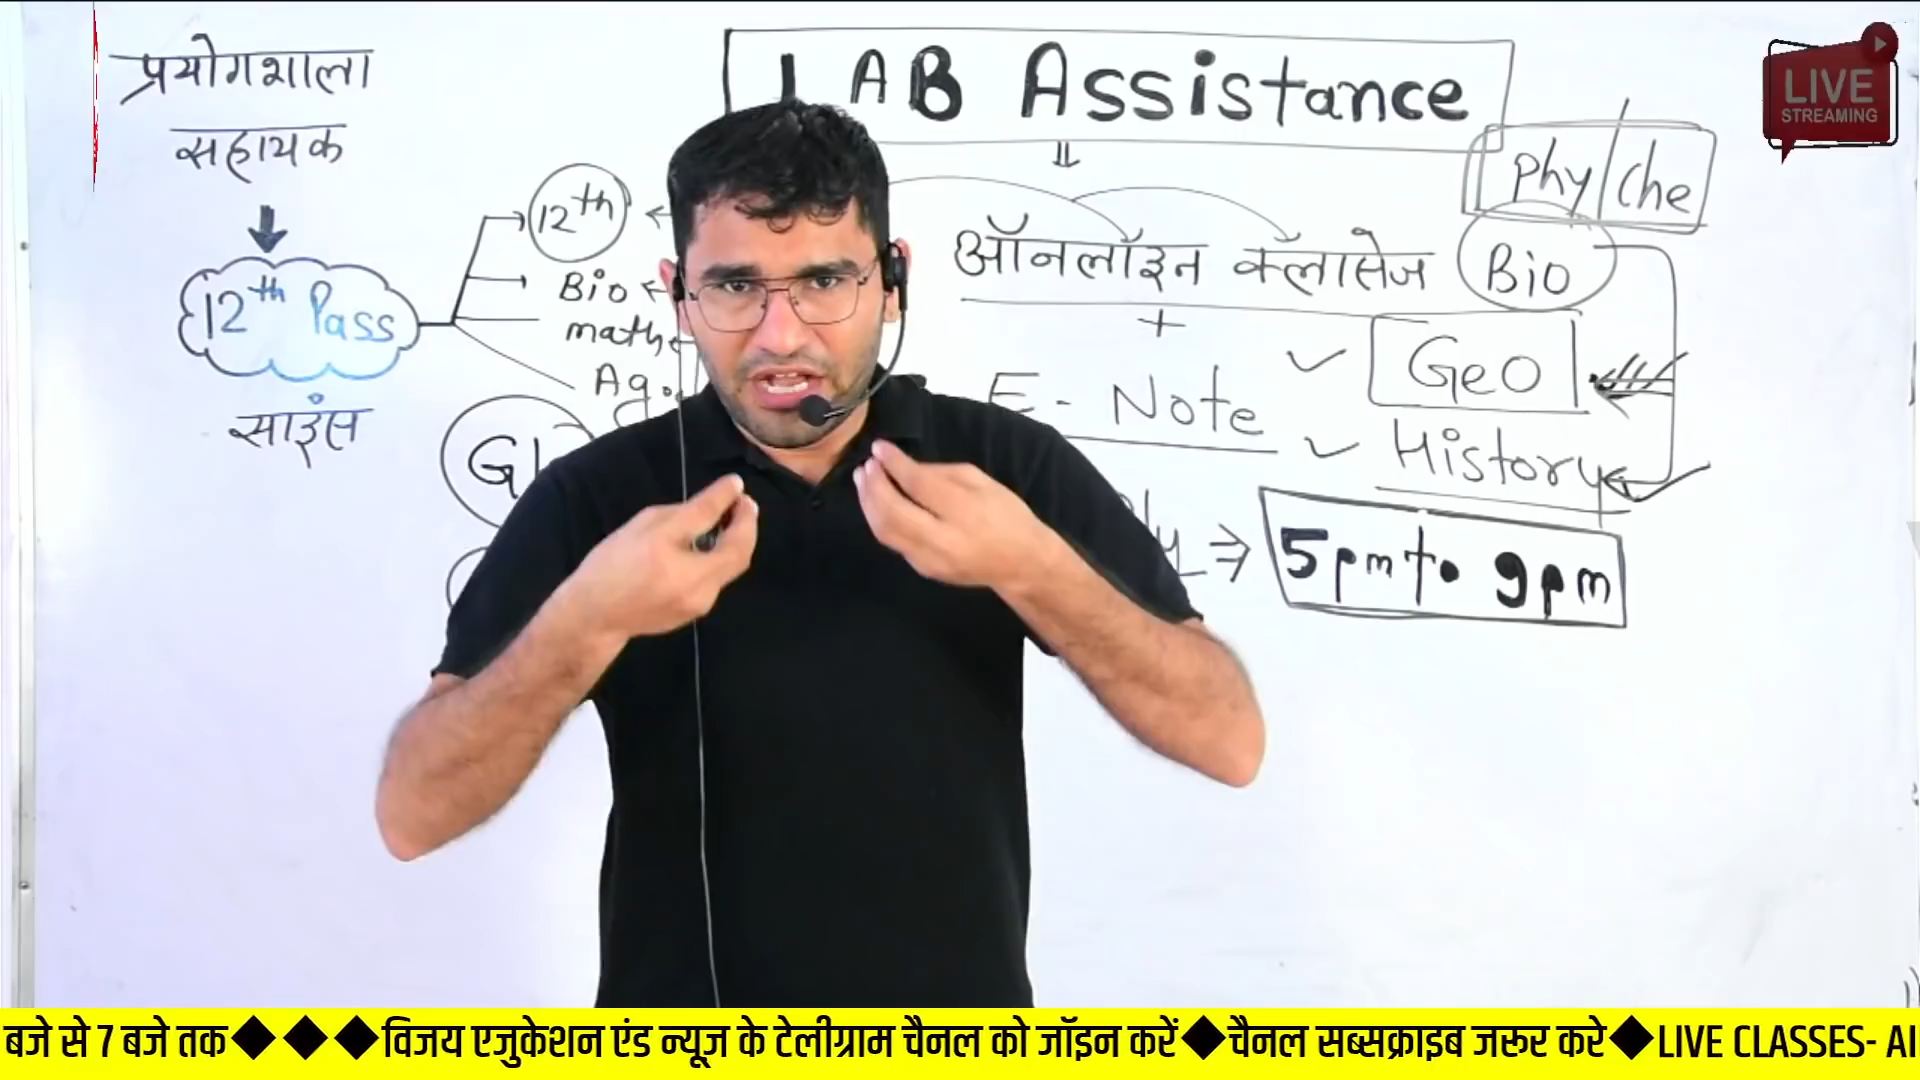 प्रयोगशाला
सहायक
12th Pass
साइंस
12th
Bio
maths
Ag.
LAB Assistance
ऑनलाइन क्लासेज
+
E- Note
Phy/Che
Bio
Geo
History
5pm to 9pm
LIVE
STREAMING
बजे से 7 बजे तक◆◆◆विजय एजुकेशन एंड न्यूज के टेलीग्राम चैनल को जॉइन करें◆चैनल सब्सक्राइब जरूर करे◆LIVE CLASSES- AI